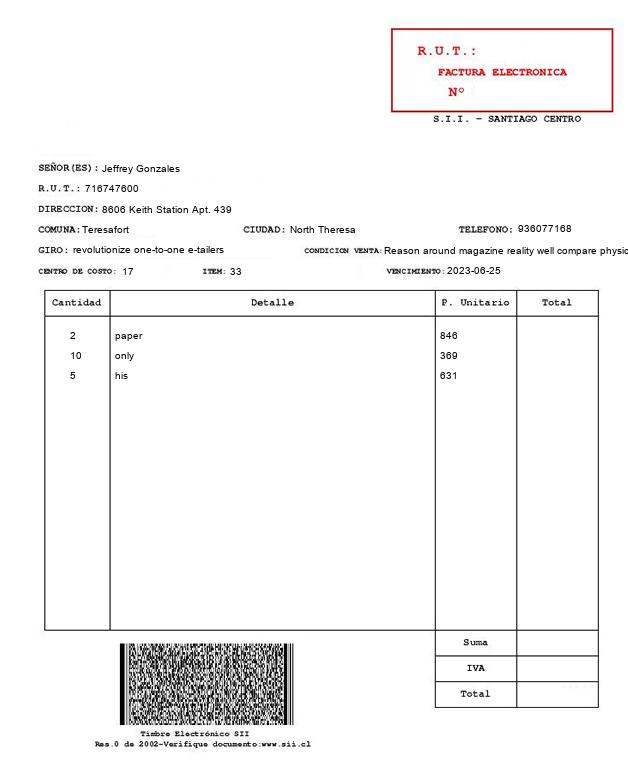 R.U.T.:
FACTURA ELECTRONICA
Nº
S.I.I. - SANTIAGO CENTRO
SEÑOR(ES): Jeffrey Gonzales
R.U.T.: 716747600
DIRECCION: 8606 Keith Station Apt. 439
COMUNA: Teresafort CIUDAD: North Theresa TELEFONO: 936077168
GIRO: revolutionize one-to-one e-tailers CONDICION VENTA: Reason around magazine reality well compare physic
CENTRO DE COSTO: 17 ITEM: 33 VENCIMIENTO: 2023-06-25
Cantidad Detalle P. Unitario Total
2 paper 846
10 only 369
5 his 631
Suma
IVA
Total
Timbre Electrónico SII
Res.0 de 2002-Verifique documento:www.sii.cl